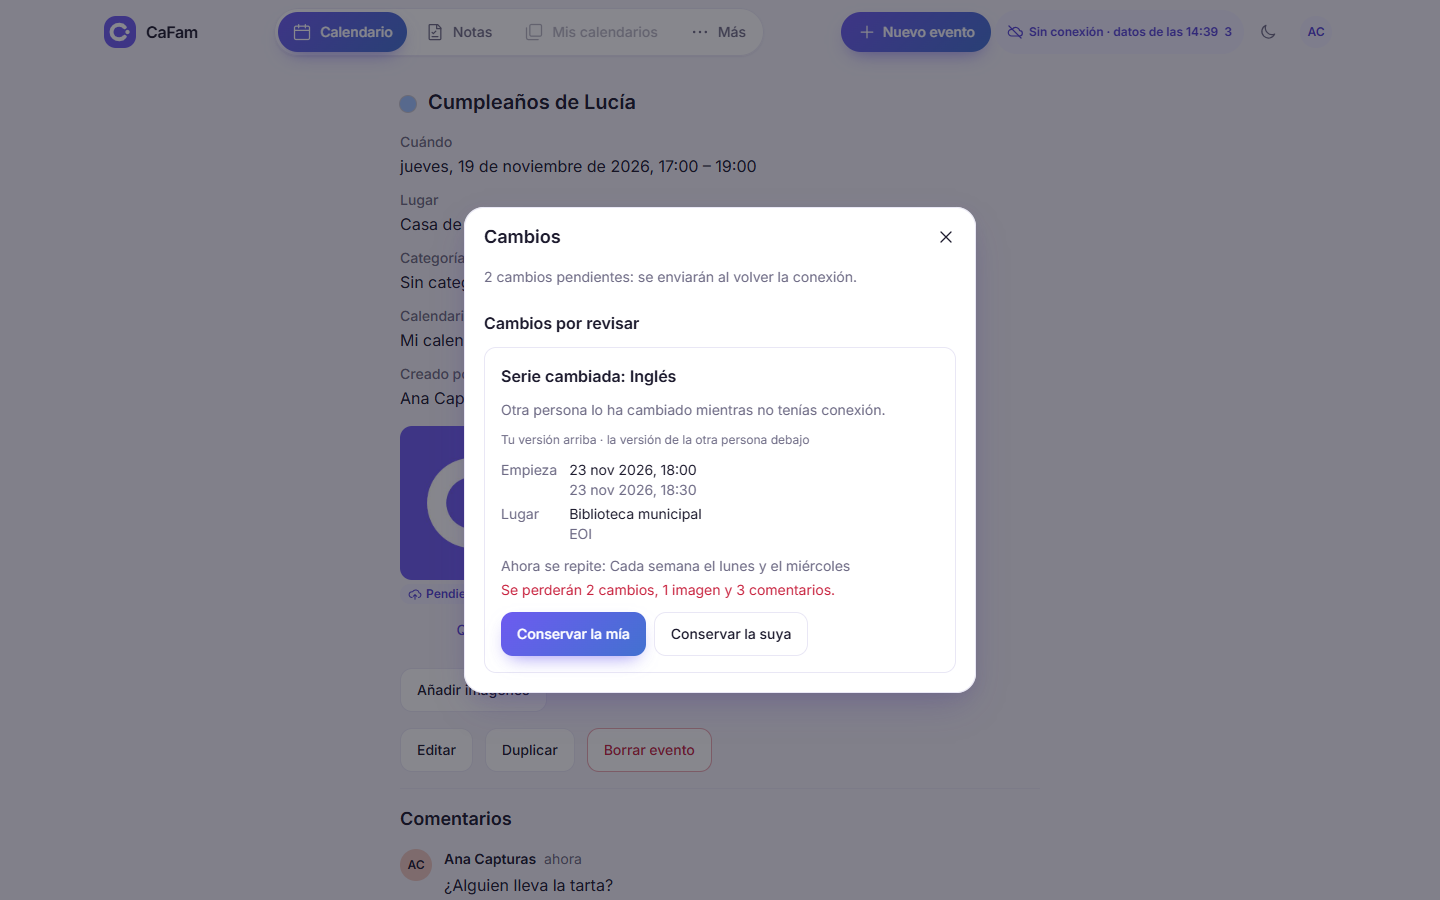 CaFam
Calendario
Notas
Mis calendarios
Más
Nuevo evento
Sin conexión · datos de las 14:39 3
AC
Cumpleaños de Lucía
Cuándo
jueves, 19 de noviembre de 2026, 17:00 – 19:00
Lugar
Casa de
Categoría
Sin
Mi
Creado
Ana
Cambios
2 cambios pendientes: se enviarán al volver la conexión.
Cambios por revisar
Serie cambiada: Inglés
Otra persona lo ha cambiado mientras no tenías conexión.
Tu versión arriba · la versión de la otra persona debajo
Empieza 23 nov 2026, 18:00
23 nov 2026, 18:30
Lugar Biblioteca municipal
EOI
Ahora se repite: Cada semana el lunes y el miércoles
Se perderán 2 cambios, 1 imagen y 3 comentarios.
Conservar la mía
Conservar la suya
Añadir imágenes
Editar
Duplicar
Borrar evento
Comentarios
AC
Ana Capturas ahora
¿Alguien lleva la tarta?